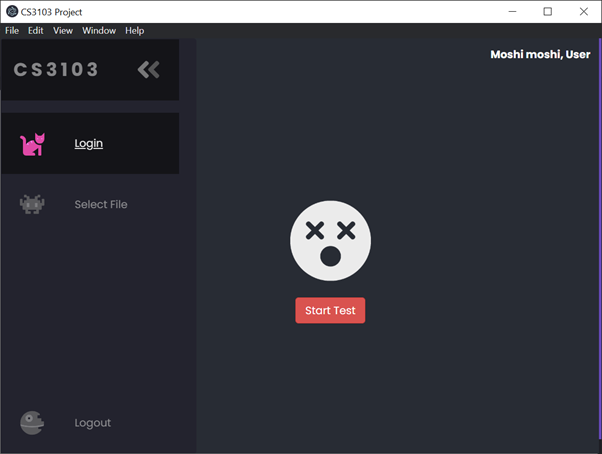 CS3103 Project
File Edit View Window Help
CS3103
Moshi moshi, User
Login
Select File
Start Test
Logout